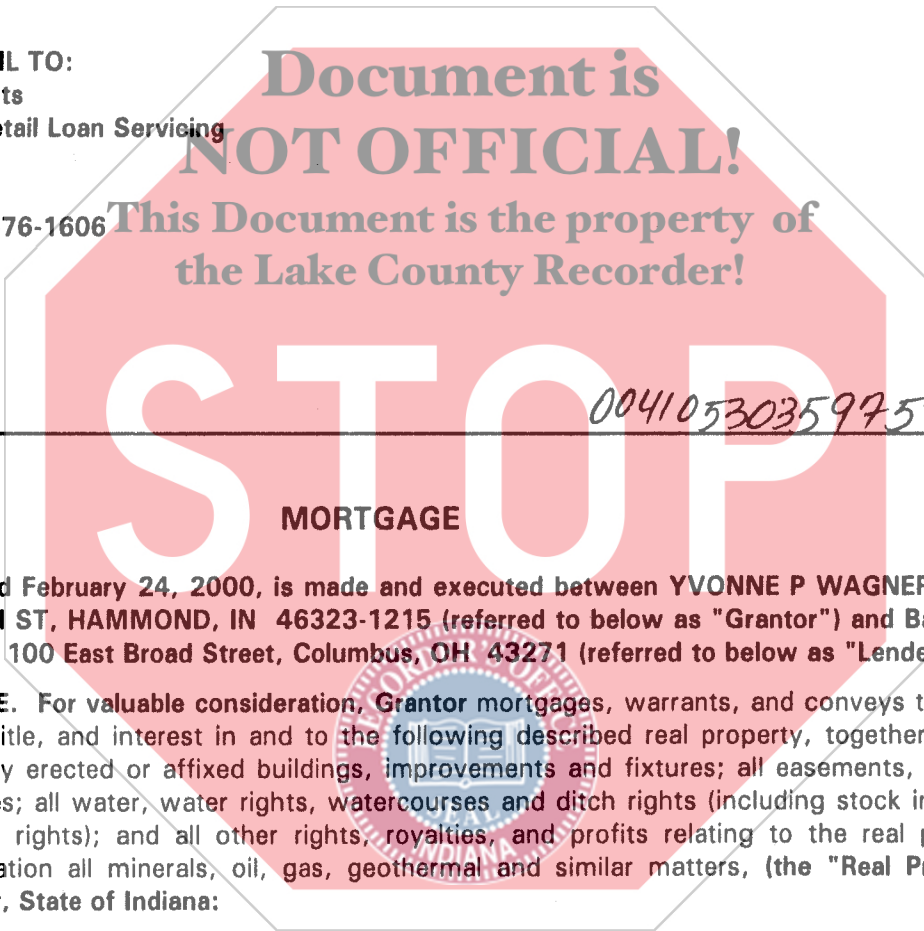 L TO:
ts
etail Loan Servicing
76-1606
Document is
NOT OFFICIAL!
This Document is the property of
the Lake County Recorder!
STOP
0041053035975
MORTGAGE
d February 24, 2000, is made and executed between YVONNE P WAGNER
ST, HAMMOND, IN 46323-1215 (referred to below as "Grantor") and Ba
100 East Broad Street, Columbus, OH 43271 (referred to below as "Lende
E. For valuable consideration, Grantor mortgages, warrants, and conveys t
itle, and interest in and to the following described real property, together
y erected or affixed buildings, improvements and fixtures; all easements,
es; all water, water rights, watercourses and ditch rights (including stock in
rights); and all other rights, royalties, and profits relating to the real p
ation all minerals, oil, gas, geothermal and similar matters, (the "Real Pr
, State of Indiana:
RECORDER'S OFFICE
SEAL
INDIANA